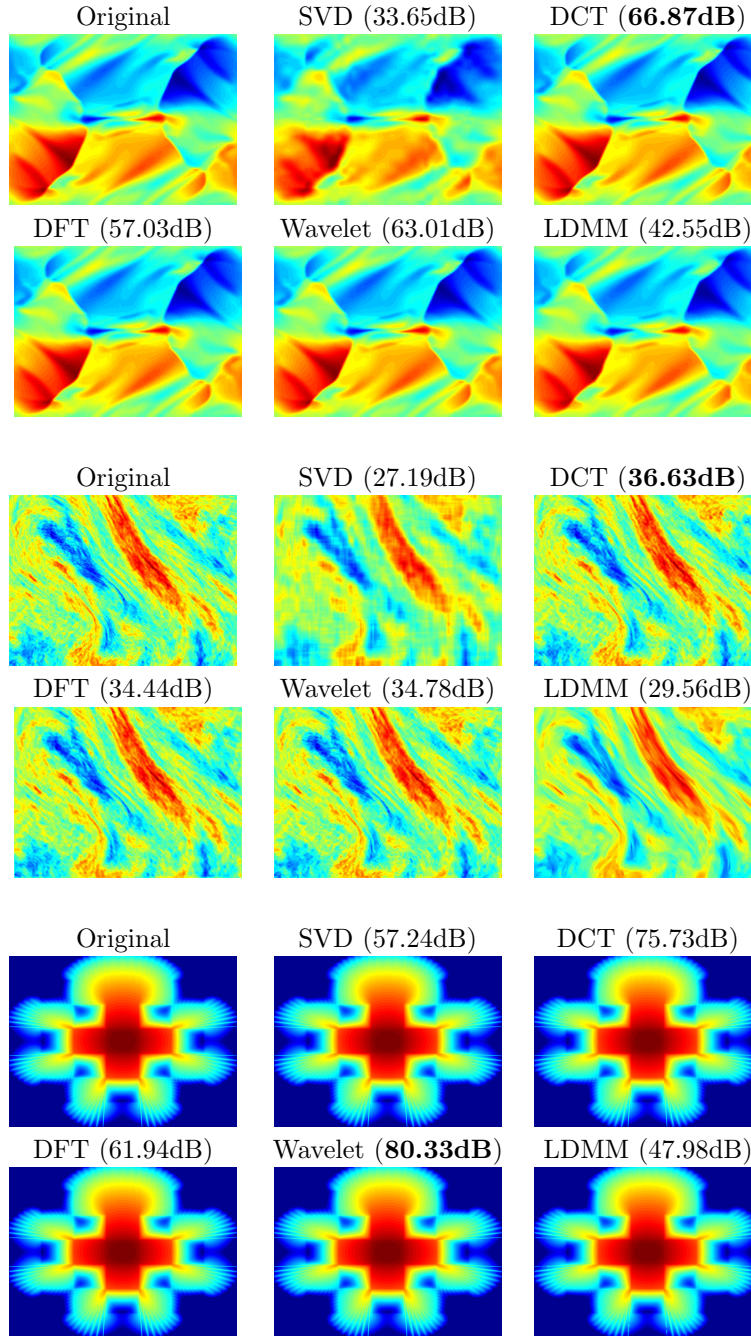 Original SVD (33.65dB) DCT (66.87dB)
DFT (57.03dB) Wavelet (63.01dB) LDMM (42.55dB)
Original SVD (27.19dB) DCT (36.63dB)
DFT (34.44dB) Wavelet (34.78dB) LDMM (29.56dB)
Original SVD (57.24dB) DCT (75.73dB)
DFT (61.94dB) Wavelet (80.33dB) LDMM (47.98dB)